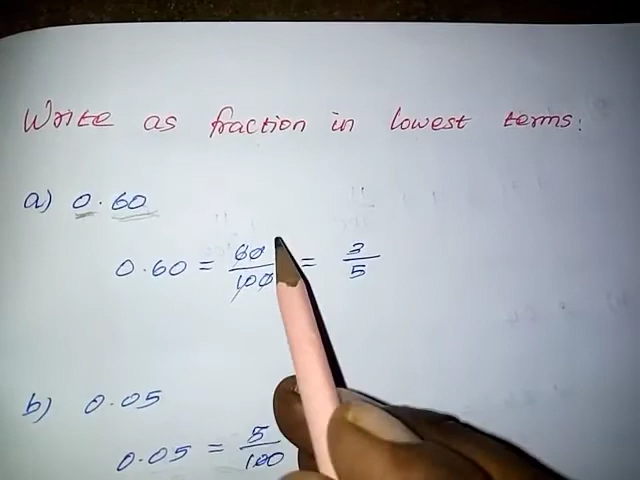 Write as fraction in lowest terms:
a) 0.60
0.60 = 60/100 = 3/5
b) 0.05
0.05 = 5/100